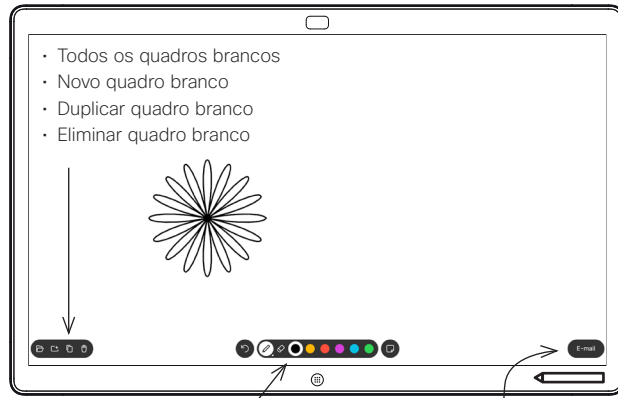 • Todos os quadros brancos
• Novo quadro branco
• Duplicar quadro branco
• Eliminar quadro branco
E-mail